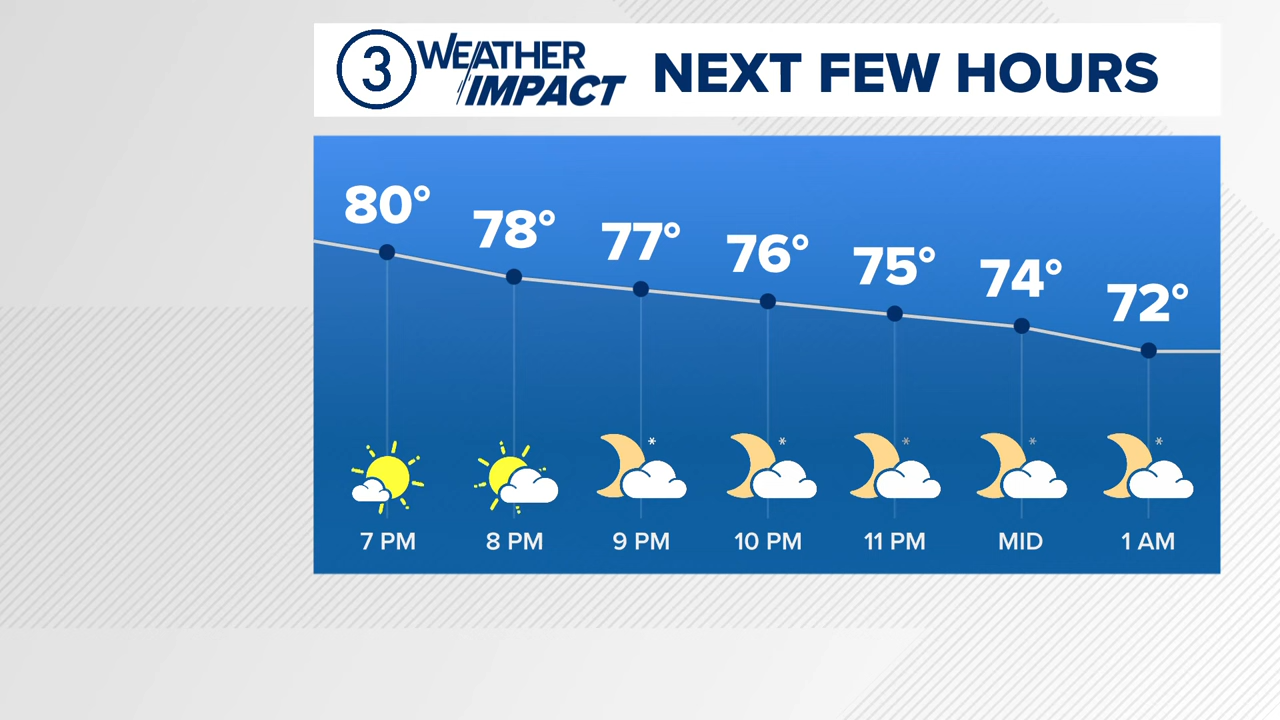 3 WEATHER IMPACT NEXT FEW HOURS
80° 78° 77° 76° 75° 74° 72°
7 PM 8 PM 9 PM 10 PM 11 PM MID 1 AM